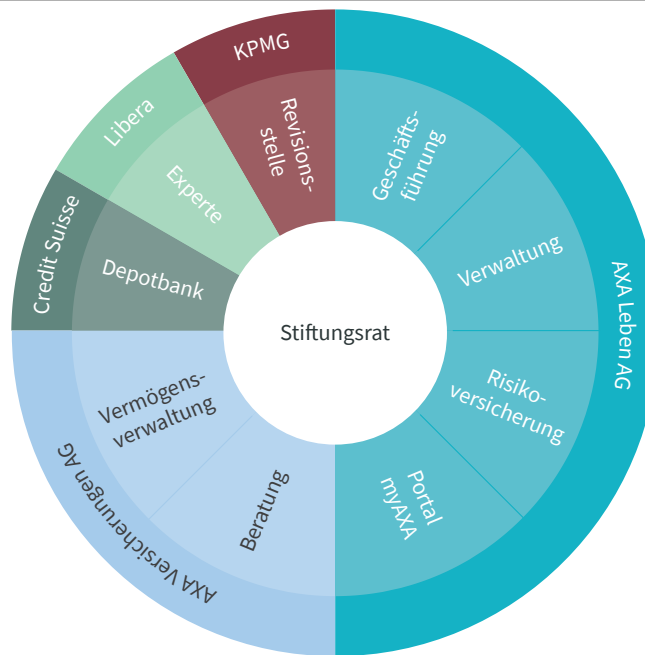 KPMG
Revisions-
stelle
Libera
Experte
Credit Suisse
Depotbank
AXA Leben AG
Geschäfts-
führung
Verwaltung
Risiko-
versicherung
Portal
myAXA
AXA Versicherungen AG
Vermögens-
verwaltung
Beratung
Stiftungsrat